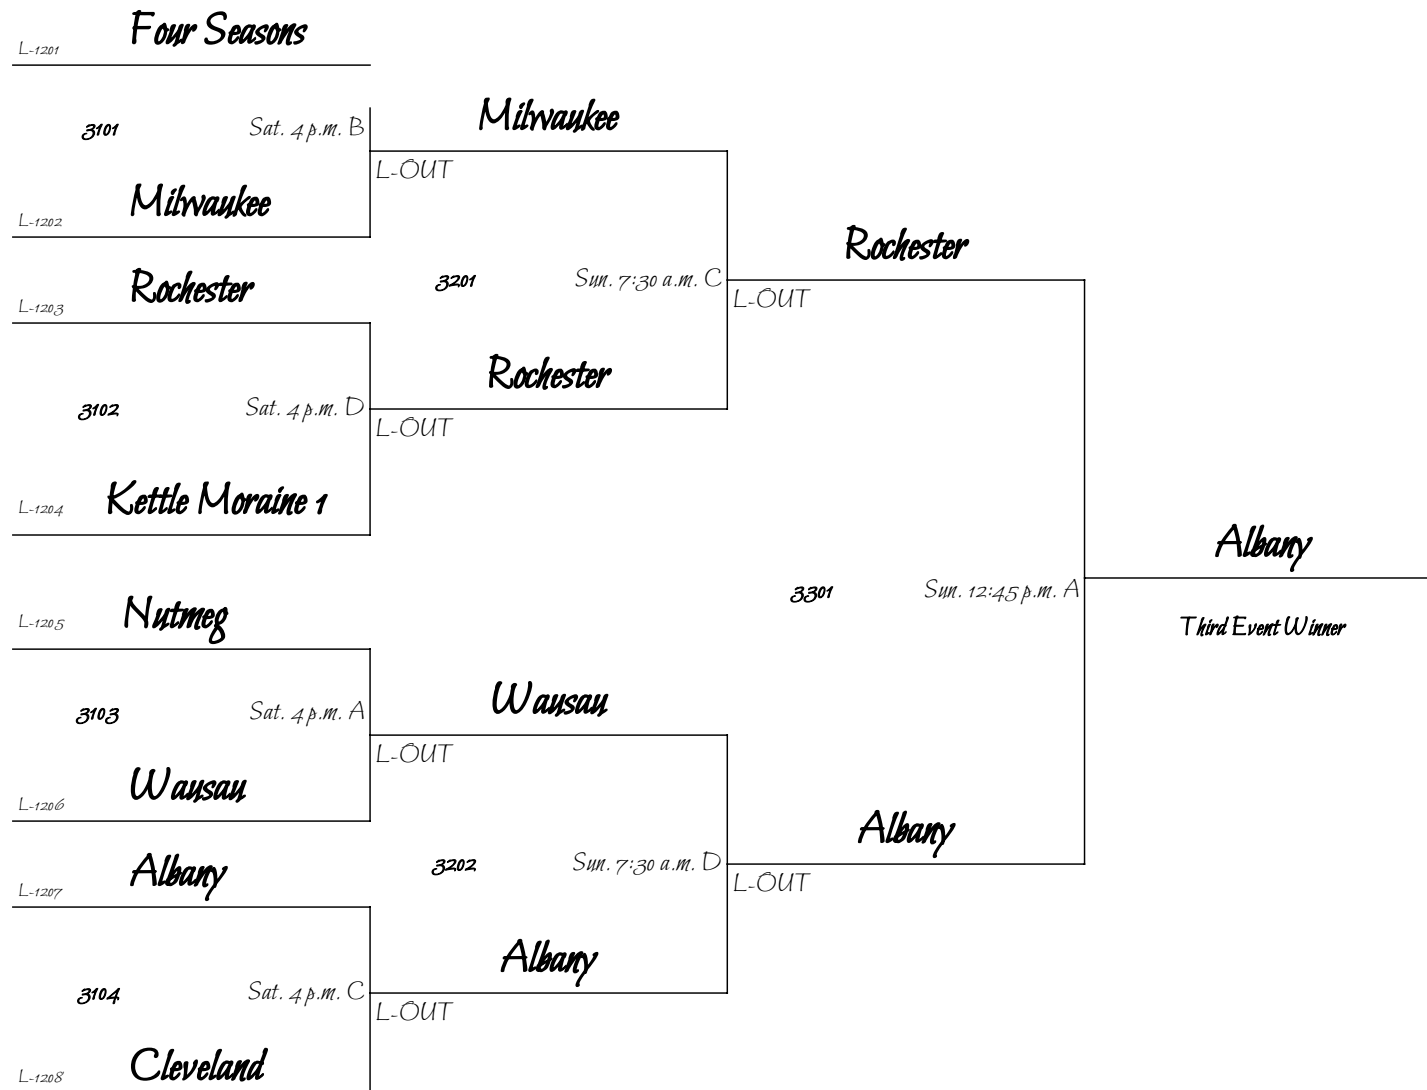 Four Seasons
L-1201
Milwaukee
3101 Sat. 4 p.m. B
L-OUT
Milwaukee
L-1202
Rochester
Rochester
3201 Sun. 7:30 a.m. C
L-1203
L-OUT
Rochester
3102 Sat. 4 p.m. D
L-OUT
Kettle Moraine 1
L-1204
Albany
3301 Sun. 12:45 p.m. A
Nutmeg
L-1205
Third Event Winner
Wausau
3103 Sat. 4 p.m. A
L-OUT
Wausau
L-1206
Albany
Albany
3202 Sun. 7:30 a.m. D
L-1207
L-OUT
Albany
3104 Sat. 4 p.m. C
L-OUT
Cleveland
L-1208